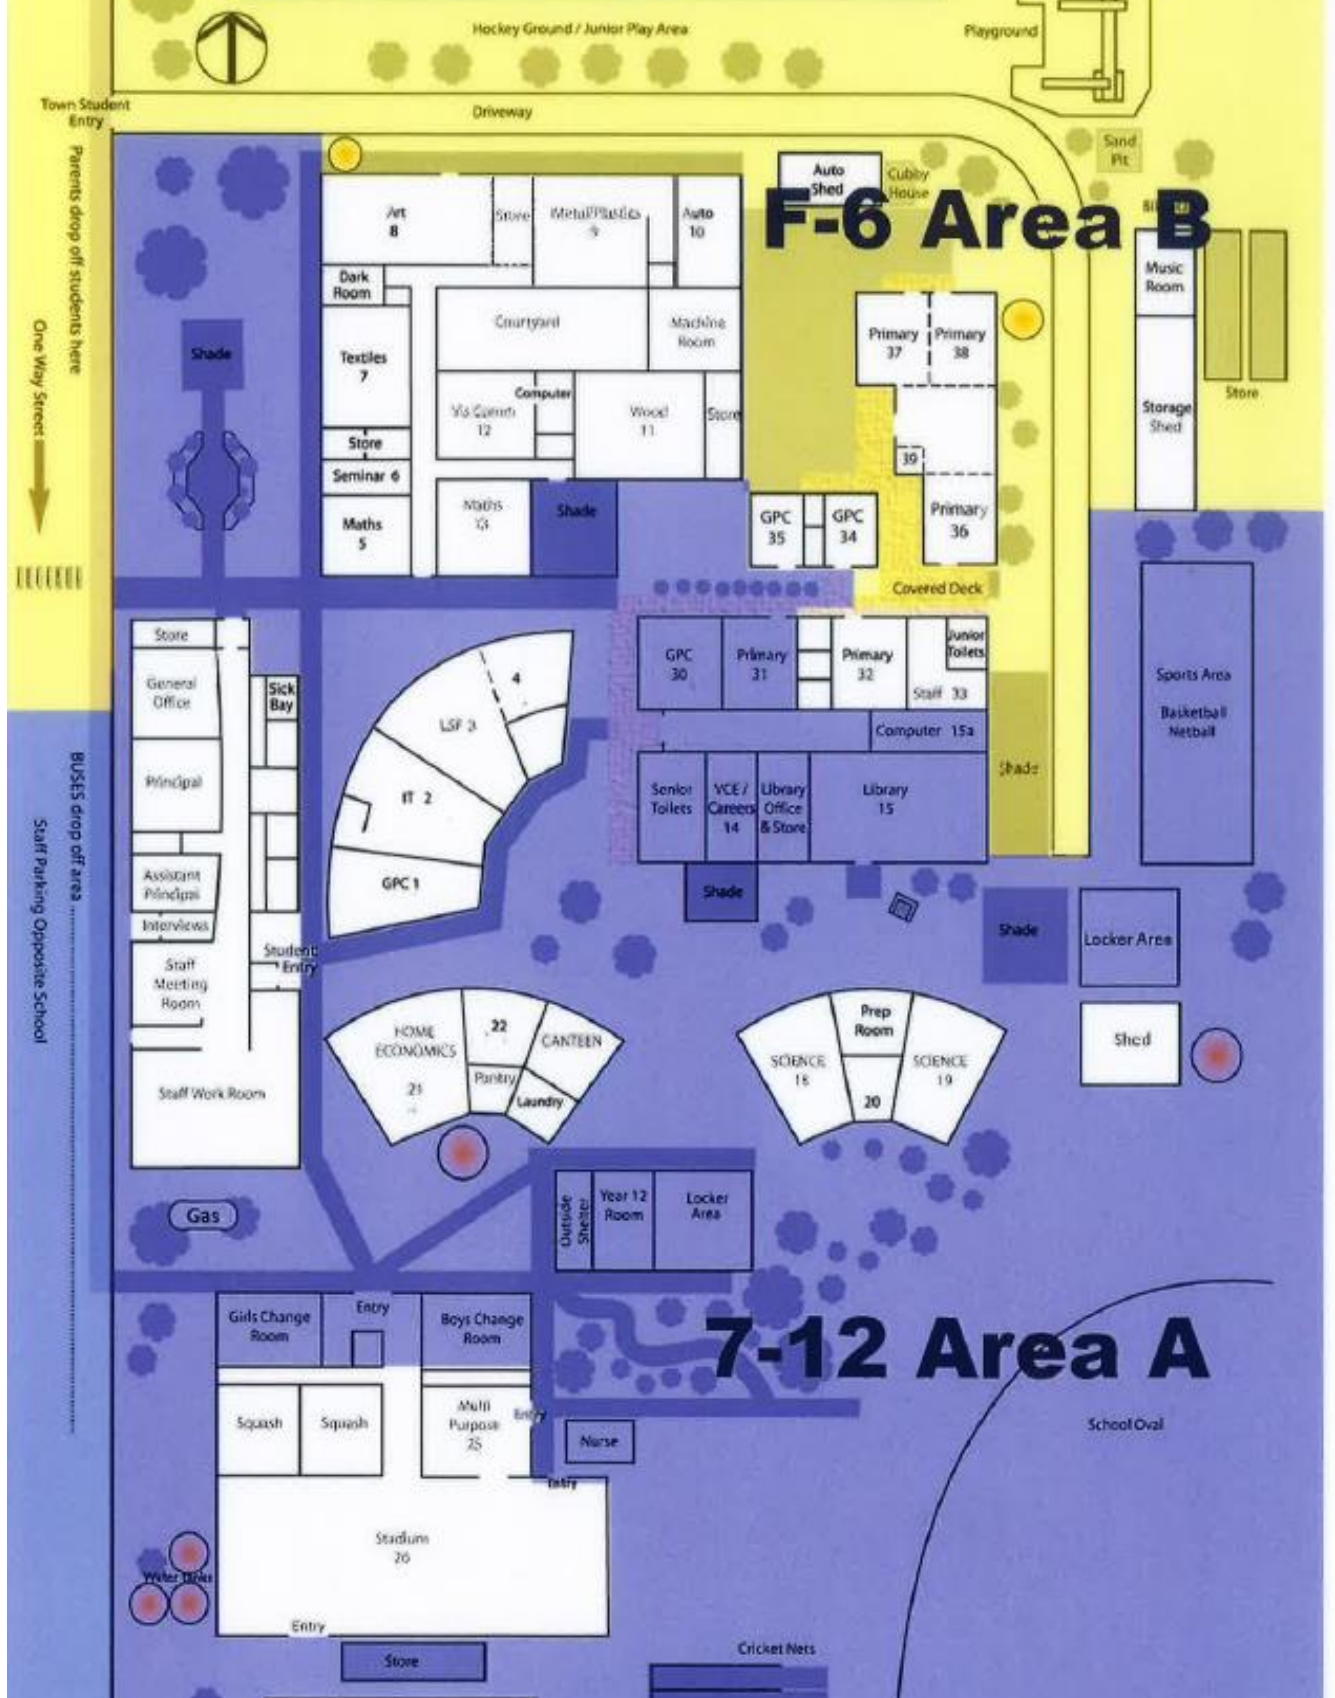 Hockey Ground / Junior Play Area
Playground
Town Student
Entry
Driveway
Sand
Pit
Parents drop off students here
One Way Street
Auto
Shed
Cubby
House
F-6 Area B
Art
8
Store
Metal/Plastics
9
Auto
10
Dark
Room
Music
Room
Courtyard
Machine
Room
Primary
37
Primary
38
Shade
Textiles
7
Computer
Vis Comm
12
Wood
11
Store
Store
Storage
Shed
Store
Seminar 6
39
Maths
5
Maths
13
Shade
GPC
35
GPC
34
Primary
36
Covered Deck
Store
General
Office
Sick
Bay
4
LSF 3
GPC
30
Primary
31
Primary
32
Junior
Toilets
Staff 33
Sports Area
Basketball
Netball
Computer 15a
Principal
IT 2
Senior
Toilets
VCE /
Careers
14
Library
Office
& Store
Library
15
Shade
BUSES drop off area
Staff Parking Opposite School
Assistant
Principal
GPC 1
Shade
Interviews
Student
Entry
Shade
Locker Area
Staff
Meeting
Room
HOME
ECONOMICS
21
22
CANTEEN
Pantry
Laundry
Prep
Room
SCIENCE
18
SCIENCE
19
20
Shed
Staff Work Room
Gas
Outside
Shelter
Year 12
Room
Locker
Area
Girls Change
Room
Entry
Boys Change
Room
7-12 Area A
Squash
Squash
Multi
Purpose
25
Entry
Nurse
School Oval
Entry
Stadium
26
Water Tanks
Entry
Store
Cricket Nets